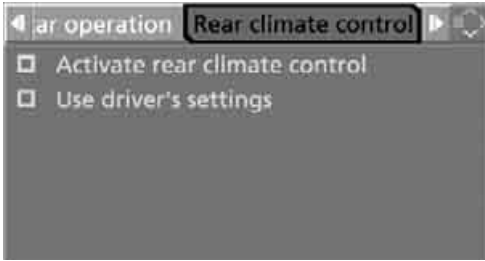 ar operation Rear climate control
Activate rear climate control
Use driver's settings